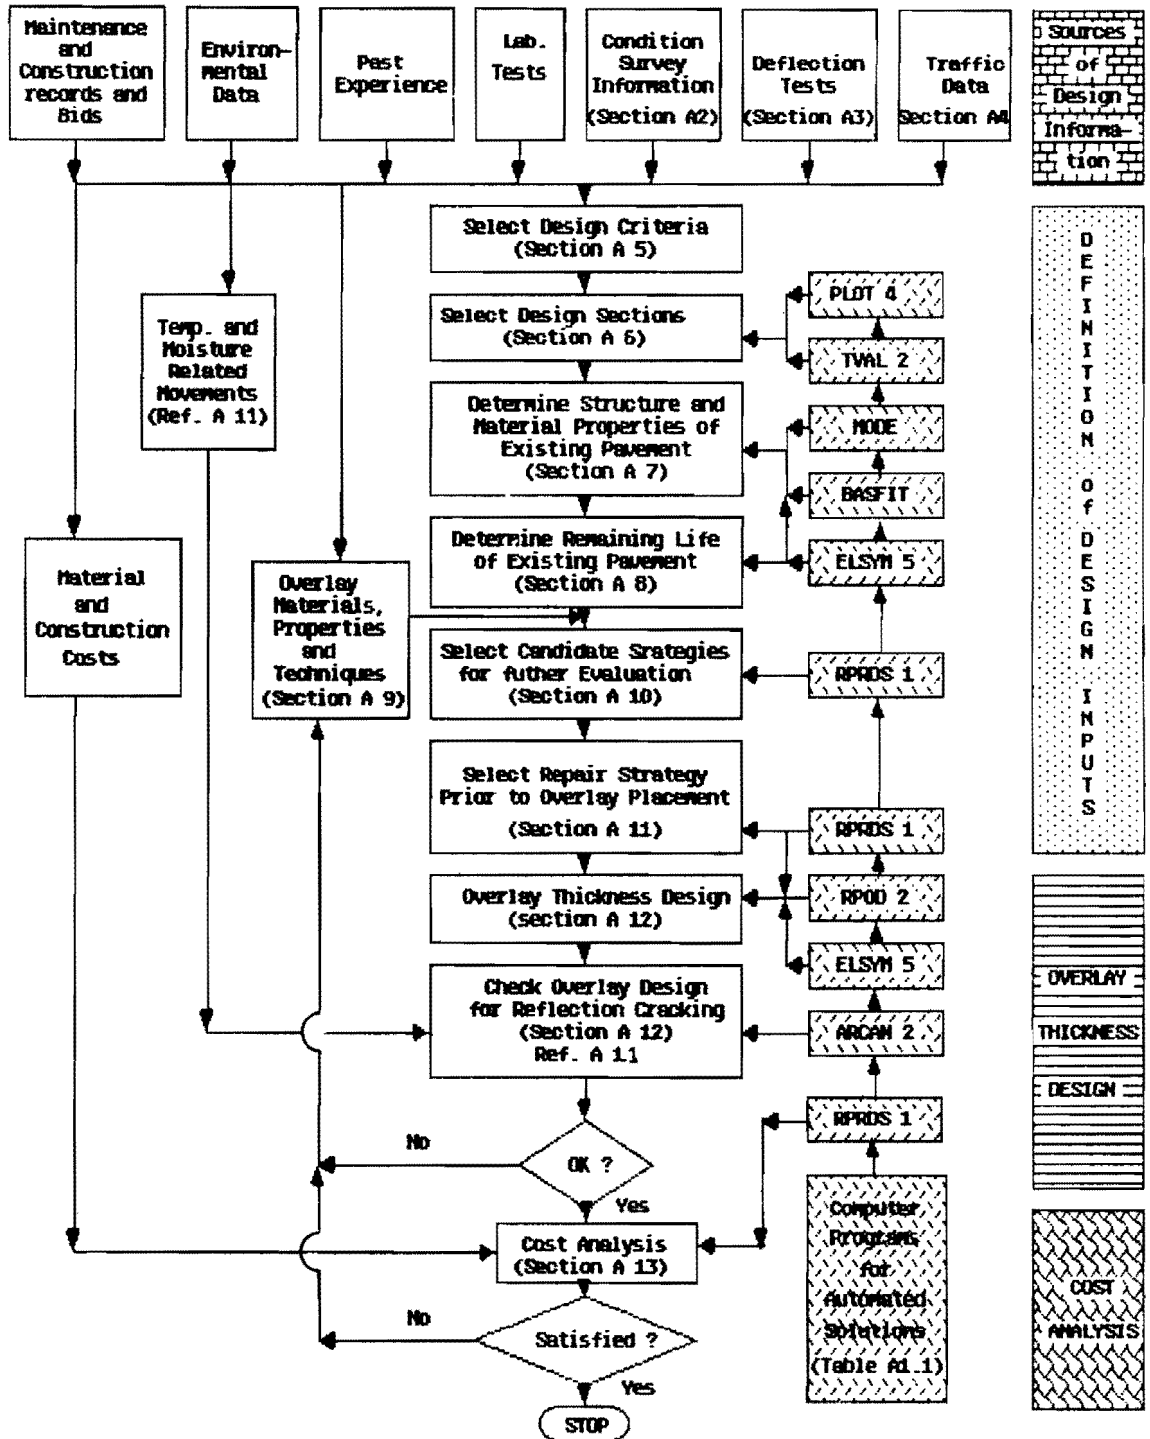 Maintenance
and
Construction
records and
Bids
Environ-
mental
Data
Past
Experience
Lab.
Tests
Condition
Survey
Information
(Section A2)
Deflection
Tests
(Section A3)
Traffic
Data
Section A4
Sources
of
Design
Informa-
tion
Select Design Criteria
(Section A 5)
Select Design Sections
(Section A 6)
Determine Structure and
Material Properties of
Existing Pavement
(Section A 7)
Determine Remaining Life
of Existing Pavement
(Section A 8)
Temp. and
Moisture
Related
Movements
(Ref. A 11)
Material
and
Construction
Costs
Overlay
Materials,
Properties
and
Techniques
(Section A 9)
Select Candidate Srategies
for futher Evaluation
(Section A 10)
Select Repair Strategy
Prior to Overlay Placement
(Section A 11)
Overlay Thickness Design
(section A 12)
Check Overlay Design
for Reflection Cracking
(Section A 12)
Ref. A 1.1
OK ?
No
Yes
Cost Analysis
(Section A 13)
Satisfied ?
No
Yes
STOP
PLOT 4
TVAL 2
MODE
BASFIT
ELSYM 5
RPRDS 1
RPRDS 1
RPOD 2
ELSYM 5
ARCAN 2
RPRDS 1
Computer
Programs
for
Automated
Solutions
(Table A1.1)
DEFINITION Of DESIGN INPUTS
OVERLAY
THICKNESS
DESIGN
COST
ANALYSIS